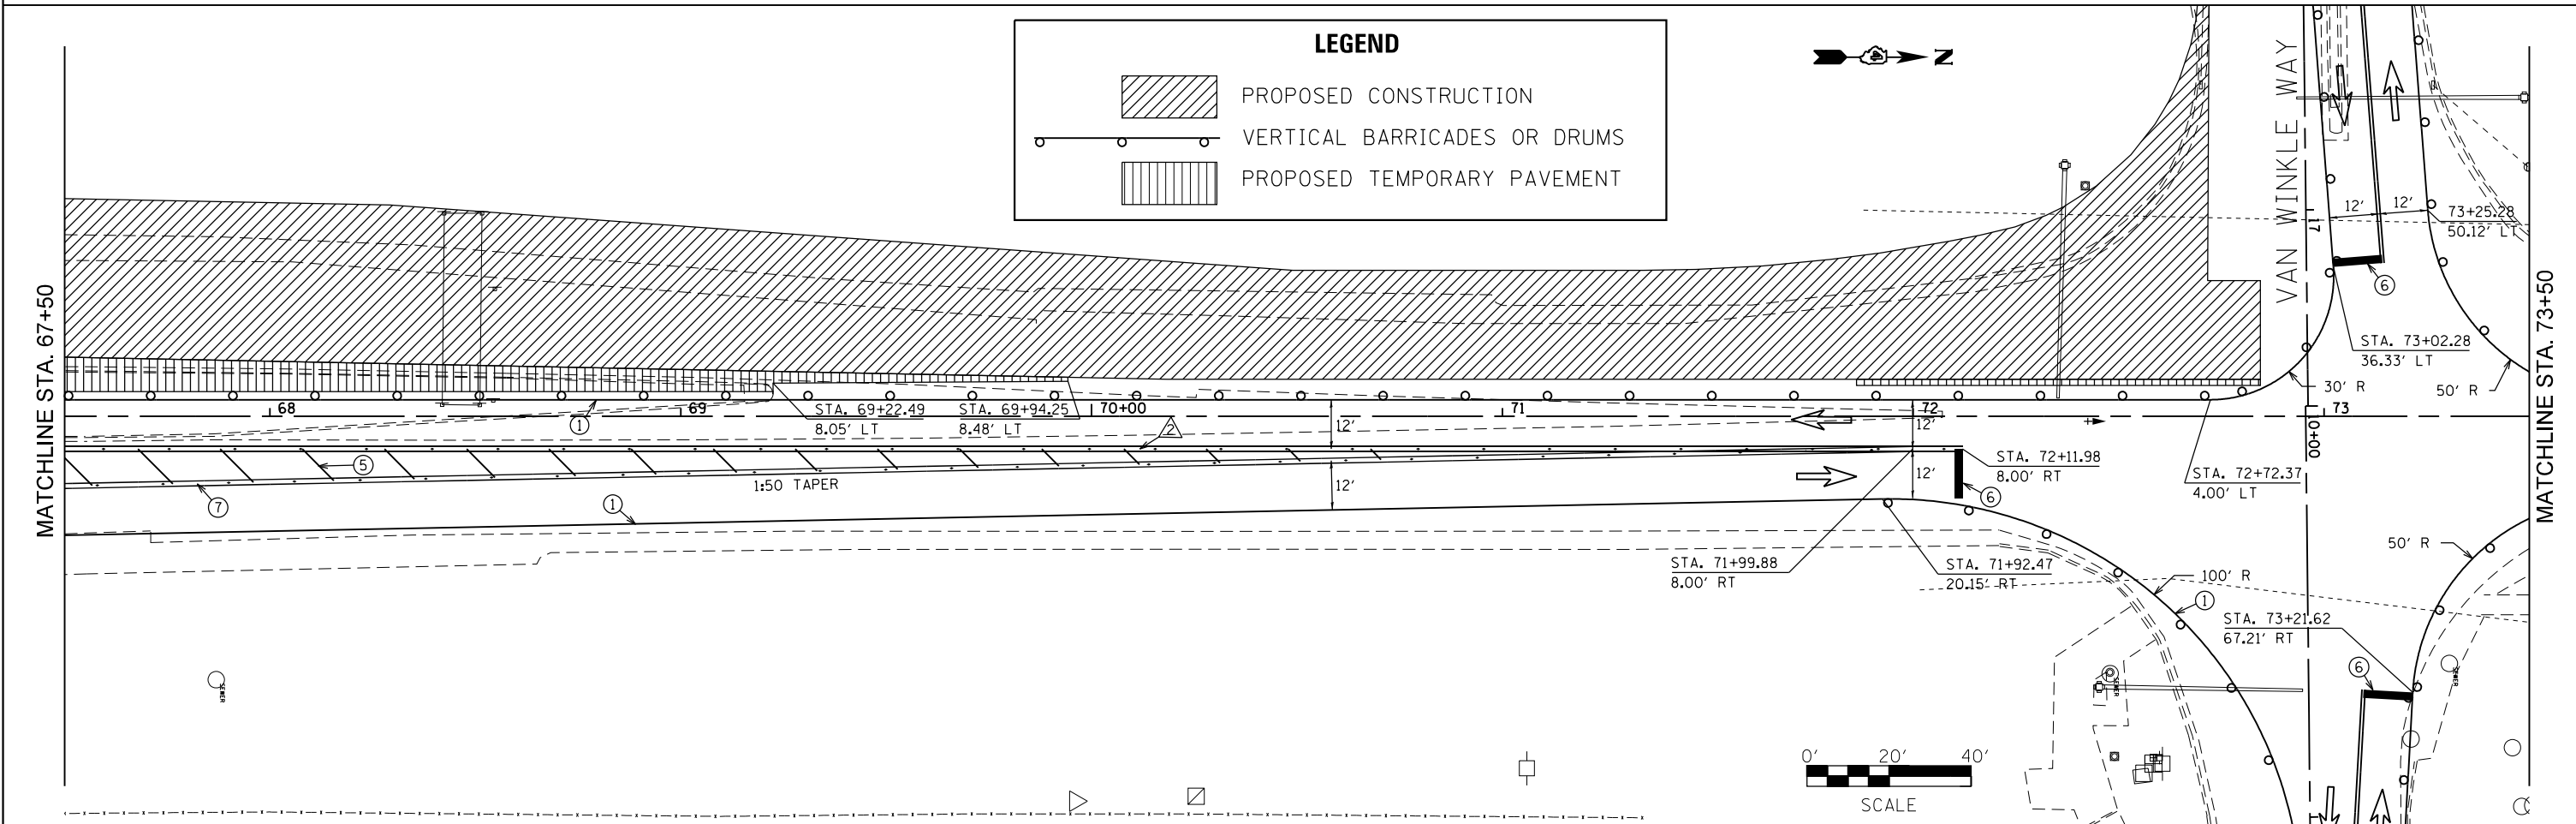 LEGEND
PROPOSED CONSTRUCTION
VERTICAL BARRICADES OR DRUMS
PROPOSED TEMPORARY PAVEMENT
N
VAN WINKLE WAY
17
12' 12'
73+25.28
50.12' LT
6
STA. 73+02.28
36.33' LT
30' R
50' R
MATCHLINE STA. 67+50
MATCHLINE STA. 73+50
68
69
70+00
71
72
73
10+00
1
STA. 69+22.49
8.05' LT
STA. 69+94.25
8.48' LT
2
12'
12'
5
7
1:50 TAPER
1
12'
12'
STA. 72+11.98
8.00' RT
6
STA. 72+72.37
4.00' LT
STA. 71+99.88
8.00' RT
STA. 71+92.47
20.15' RT
100' R
1
50' R
STA. 73+21.62
67.21' RT
6
SEWER
SEWER
SEWER
0' 20' 40'
SCALE